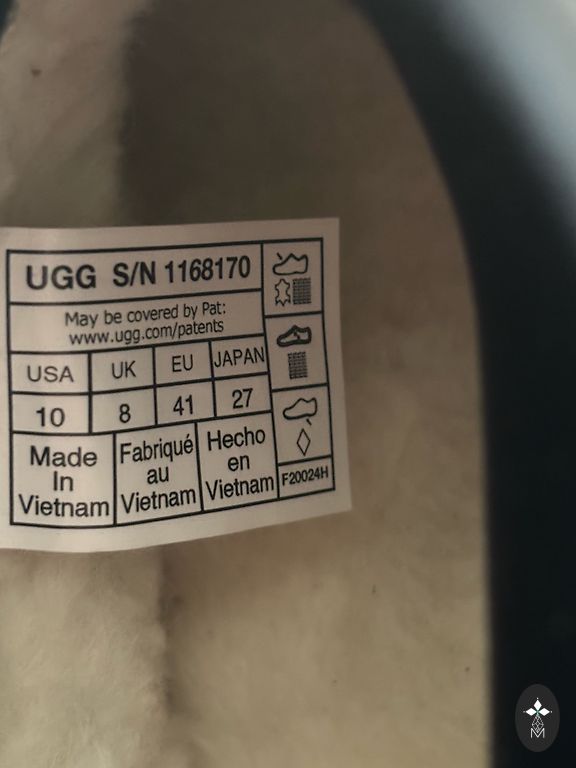 UGG S/N 1168170
May be covered by Pat:
www.ugg.com/patents
USA UK EU JAPAN
10 8 41 27
Made
In
Vietnam
Fabriqué
au
Vietnam
Hecho
en
Vietnam
F20024H
M